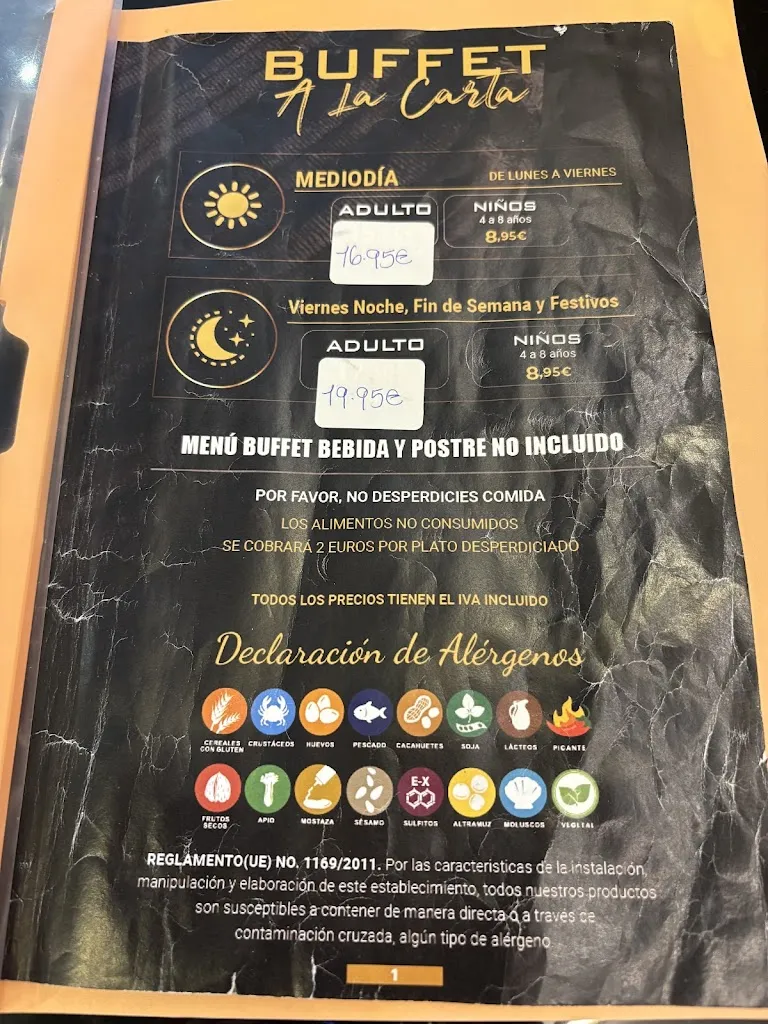 BUFFET
A La Carta
MEDIODÍA
DE LUNES A VIERNES
ADULTO
16.95€
NIÑOS
4 a 8 años
8,95€
Viernes Noche, Fin de Semana y Festivos
ADULTO
19.95€
NIÑOS
4 a 8 años
8,95€
MENÚ BUFFET BEBIDA Y POSTRE NO INCLUIDO
POR FAVOR, NO DESPERDICIES COMIDA
LOS ALIMENTOS NO CONSUMIDOS
SE COBRARÁ 2 EUROS POR PLATO DESPERDICIADO
TODOS LOS PRECIOS TIENEN EL IVA INCLUIDO
Declaración de Alérgenos
CEREALES CRUSTÁCEOS HUEVOS PESCADO CACAHUETES SOJA LÁCTEOS PICANTE
CON GLUTEN
E-X
FRUTOS APIO MOSTAZA SÉSAMO SULFITOS ALTRAMUZ MOLUSCOS VEGETAL
SECOS
REGLAMENTO(UE) NO. 1169/2011. Por las caracteristicas de la instalación,
manipulación y elaboración de este establecimiento, todos nuestros productos
son susceptibles a contener de manera directa o a través de
contaminación cruzada, algún tipo de alérgeno
1